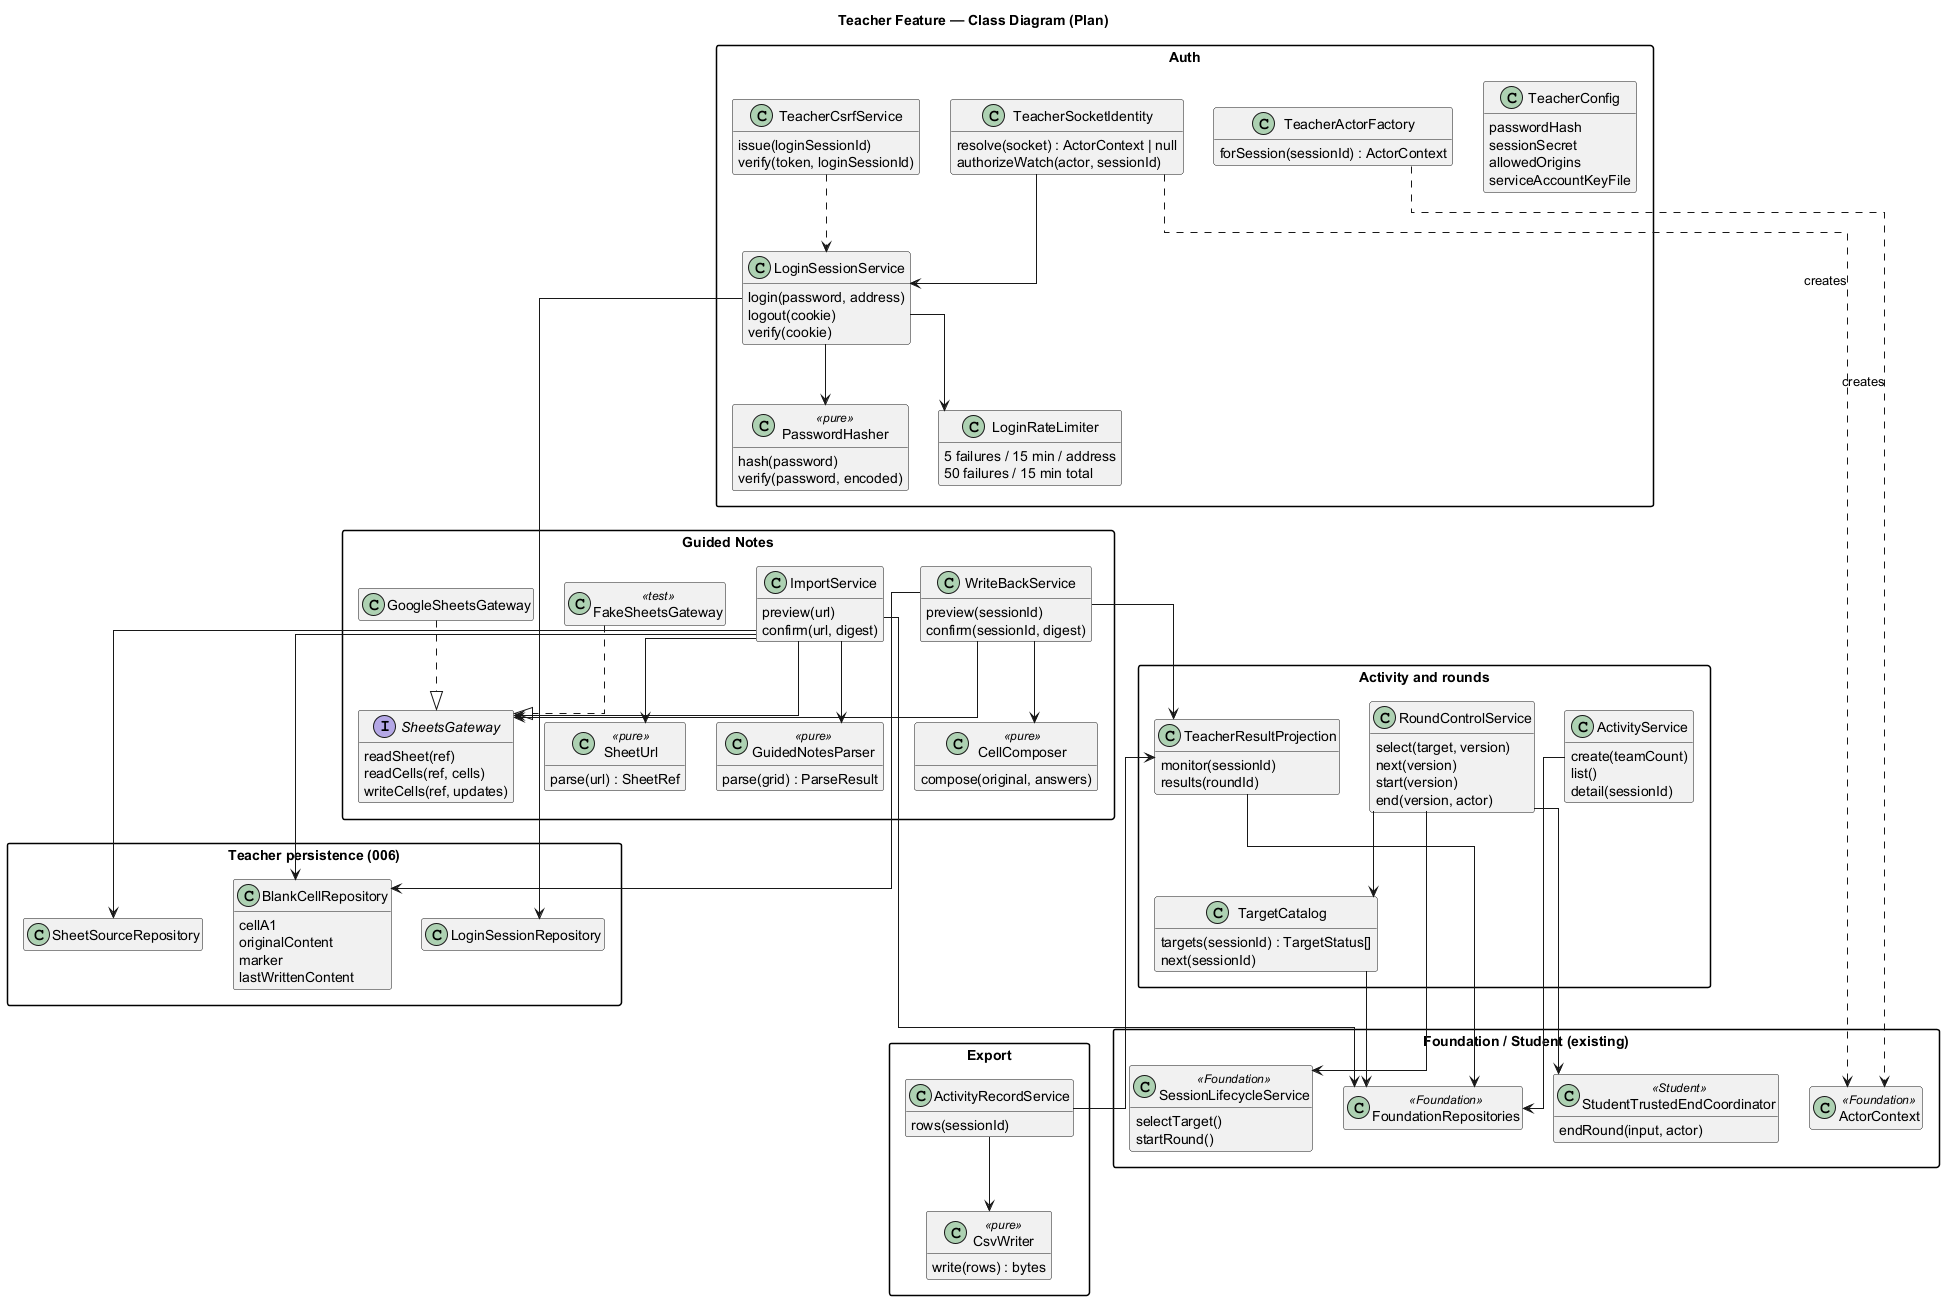 Teacher Feature — Class Diagram (Plan)
Auth
C TeacherCsrfService
issue(loginSessionId)
verify(token, loginSessionId)
C TeacherSocketIdentity
resolve(socket) : ActorContext | null
authorizeWatch(actor, sessionId)
C TeacherActorFactory
forSession(sessionId) : ActorContext
C TeacherConfig
passwordHash
sessionSecret
allowedOrigins
serviceAccountKeyFile
C LoginSessionService
login(password, address)
logout(cookie)
verify(cookie)
creates
creates
C «pure»
PasswordHasher
hash(password)
verify(password, encoded)
C LoginRateLimiter
5 failures / 15 min / address
50 failures / 15 min total
Guided Notes
C GoogleSheetsGateway
C «test»
FakeSheetsGateway
C ImportService
preview(url)
confirm(url, digest)
C WriteBackService
preview(sessionId)
confirm(sessionId, digest)
I SheetsGateway
readSheet(ref)
readCells(ref, cells)
writeCells(ref, updates)
C «pure»
SheetUrl
parse(url) : SheetRef
C «pure»
GuidedNotesParser
parse(grid) : ParseResult
C «pure»
CellComposer
compose(original, answers)
Activity and rounds
C TeacherResultProjection
monitor(sessionId)
results(roundId)
C RoundControlService
select(target, version)
next(version)
start(version)
end(version, actor)
C ActivityService
create(teamCount)
list()
detail(sessionId)
C TargetCatalog
targets(sessionId) : TargetStatus[]
next(sessionId)
Teacher persistence (006)
C SheetSourceRepository
C BlankCellRepository
cellA1
originalContent
marker
lastWrittenContent
C LoginSessionRepository
Export
C ActivityRecordService
rows(sessionId)
C «pure»
CsvWriter
write(rows) : bytes
Foundation / Student (existing)
C «Foundation»
SessionLifecycleService
selectTarget()
startRound()
C «Foundation»
FoundationRepositories
C «Student»
StudentTrustedEndCoordinator
endRound(input, actor)
C «Foundation»
ActorContext